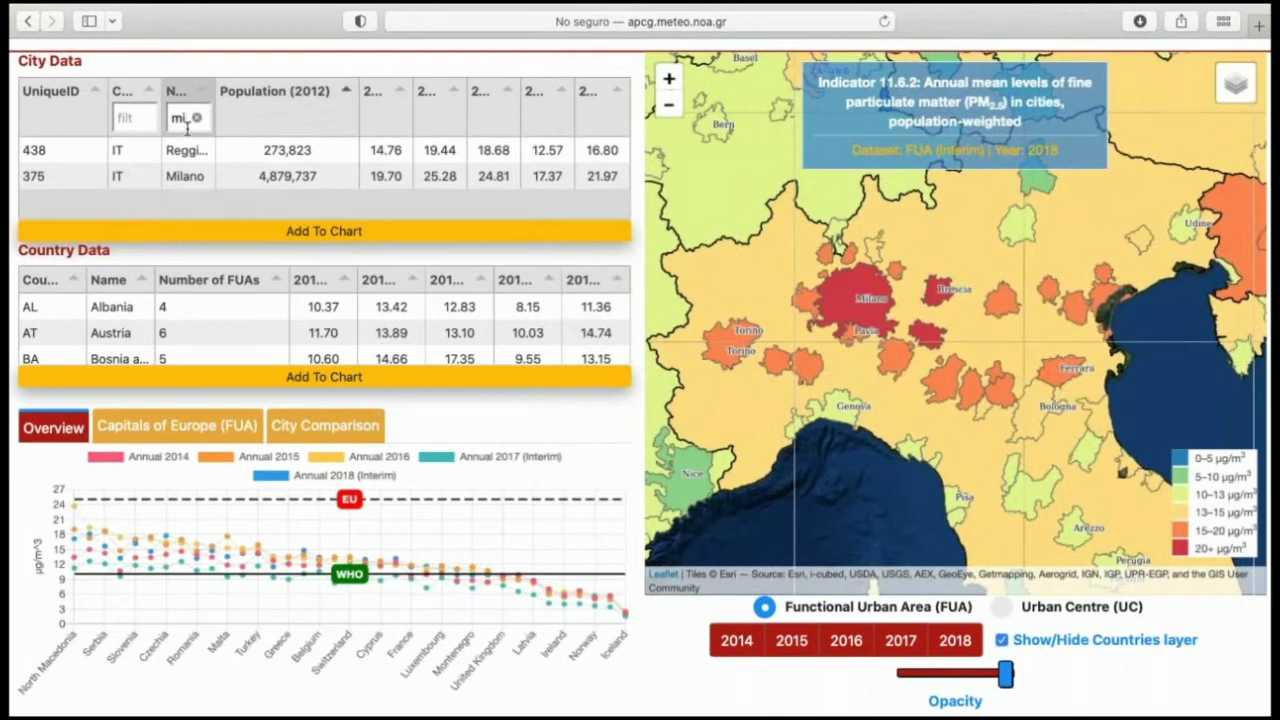 No seguro — apcg.meteo.noa.gr
City Data
UniqueID C... N... Population (2012) 2... 2... 2... 2... 2...
filt mi
438 IT Reggi... 273,823 14.76 19.44 18.68 12.57 16.80
375 IT Milano 4,879,737 19.70 25.28 24.81 17.37 21.97
Add To Chart
Country Data
Cou... Name Number of FUAs 201... 201... 201... 201... 201...
AL Albania 4 10.37 13.42 12.83 8.15 11.36
AT Austria 6 11.70 13.89 13.10 10.03 14.74
BA Bosnia a... 5 10.60 14.66 17.35 9.55 13.15
Add To Chart
Overview Capitals of Europe (FUA) City Comparison
Annual 2014 Annual 2015 Annual 2016 Annual 2017 (Interim)
Annual 2018 (Interim)
µg/m^3
27
24
21
18
15
12
9
6
3
0
EU
WHO
North Macedonia
Serbia
Slovenia
Czechia
Romania
Malta
Turkey
Greece
Belgium
Switzerland
Cyprus
France
Luxembourg
Montenegro
United Kingdom
Latvia
Ireland
Norway
Iceland
+
−
Indicator 11.6.2: Annual mean levels of fine
particulate matter (PM2.5) in cities,
population-weighted
Dataset: FUA (Interim) | Year: 2018
Basel
Bern
Udine
Milano
Brescia
Pavia
Torino
Torino
Ferrara
Genova
Bologna
Nice
Pisa
Arezzo
Perugia
0–5 µg/m³
5–10 µg/m³
10–13 µg/m³
13–15 µg/m³
15–20 µg/m³
20+ µg/m³
Leaflet | Tiles © Esri — Source: Esri, i-cubed, USDA, USGS, AEX, GeoEye, Getmapping, Aerogrid, IGN, IGP, UPR-EGP, and the GIS User
Community
Functional Urban Area (FUA) Urban Centre (UC)
2014 2015 2016 2017 2018 Show/Hide Countries layer
Opacity